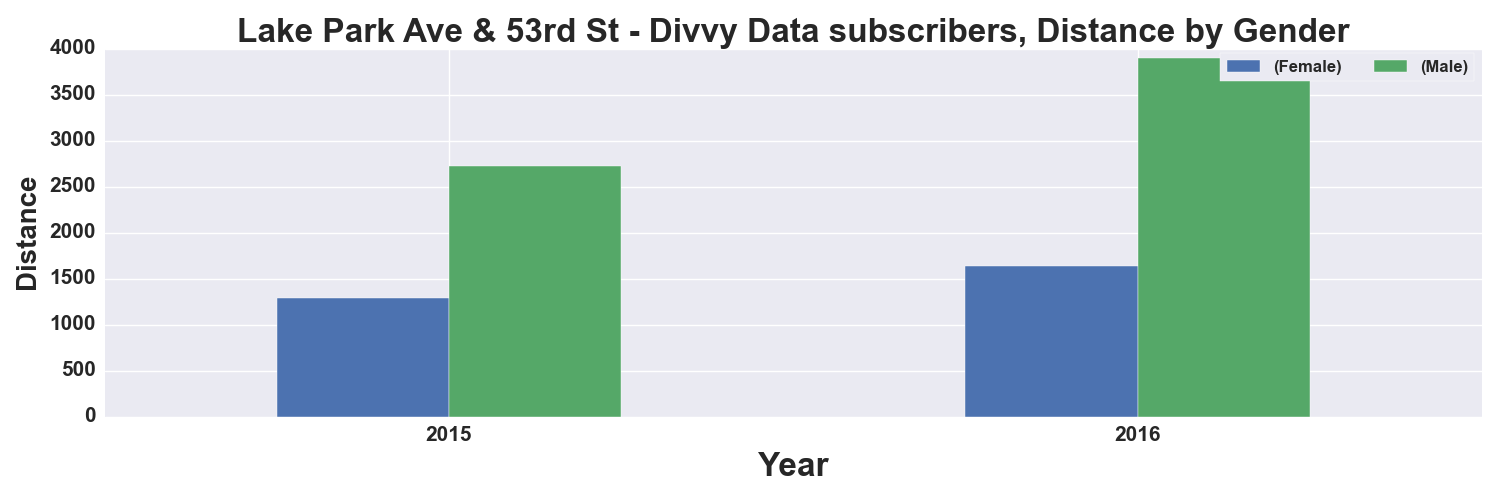 Lake Park Ave & 53rd St - Divvy Data subscribers, Distance by Gender
(Female) (Male)
4000
3500
3000
2500
2000
1500
1000
500
0
Distance
2015 2016
Year